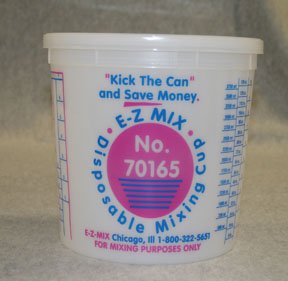 "Kick The Can"
and Save Money.
E-Z MIX
No.
70165
Disposable Mixing Cup
E-Z-MIX Chicago, Ill 1-800-322-5651
FOR MIXING PURPOSES ONLY